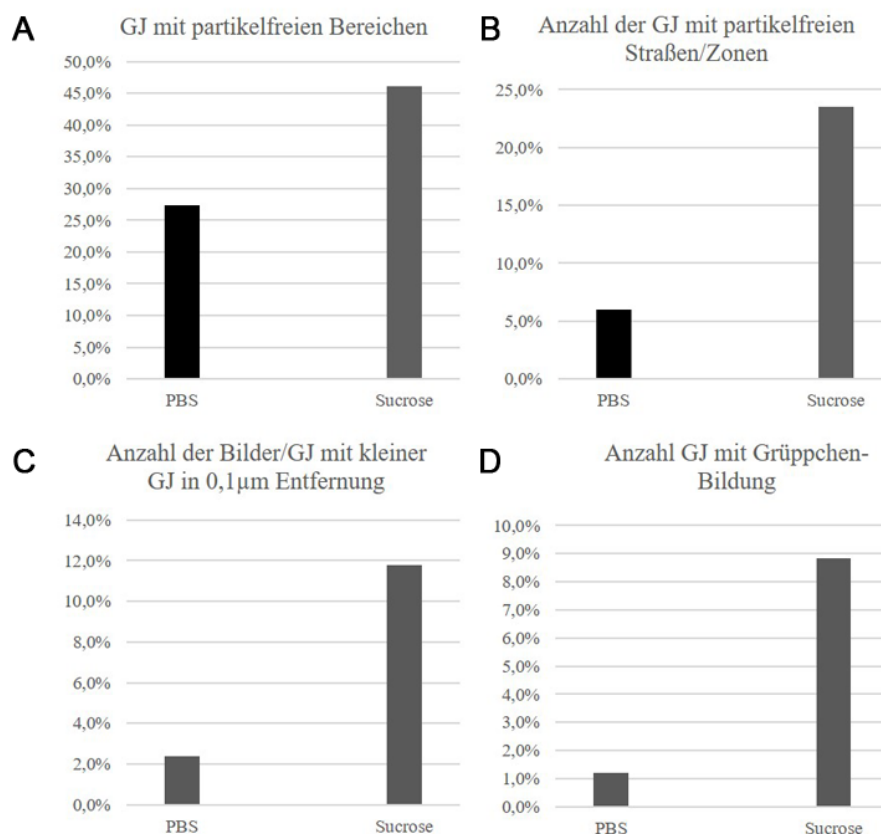 A
GJ mit partikelfreien Bereichen
50,0%
45,0%
40,0%
35,0%
30,0%
25,0%
20,0%
15,0%
10,0%
5,0%
0,0%
PBS
Sucrose
B
Anzahl der GJ mit partikelfreien
Straßen/Zonen
25,0%
20,0%
15,0%
10,0%
5,0%
0,0%
PBS
Sucrose
C
Anzahl der Bilder/GJ mit kleiner
GJ in 0,1µm Entfernung
14,0%
12,0%
10,0%
8,0%
6,0%
4,0%
2,0%
0,0%
PBS
Sucrose
D
Anzahl GJ mit Grüppchen-
Bildung
10,0%
9,0%
8,0%
7,0%
6,0%
5,0%
4,0%
3,0%
2,0%
1,0%
0,0%
PBS
Sucrose